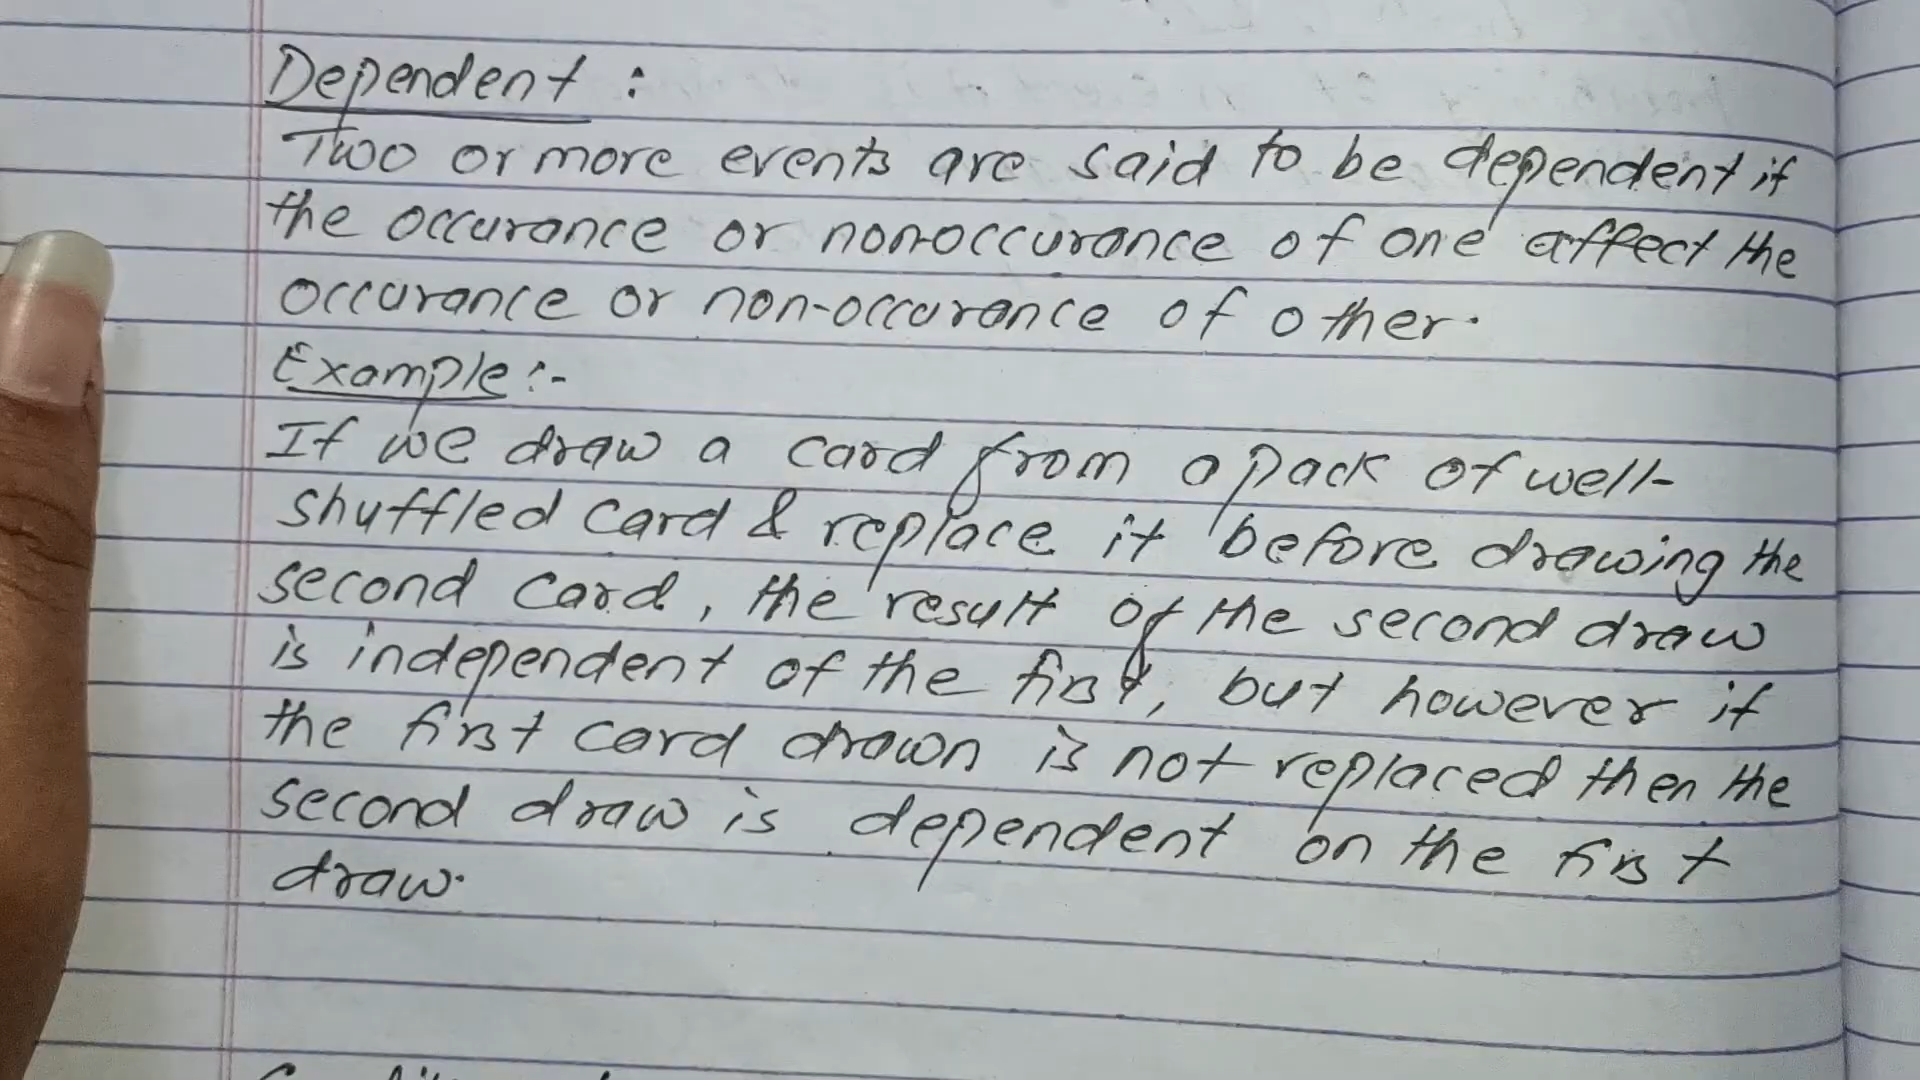 Dependent :
Two or more events are said to be dependent if
the occurance or nonoccurance of one affect the
occurance or non-occurance of other.
Example :-
If we draw a card from a pack of well-
shuffled card & replace it before drawing the
second card, the result of the second draw
is independent of the first, but however if
the first card drawn is not replaced then the
second draw is dependent on the first
draw.